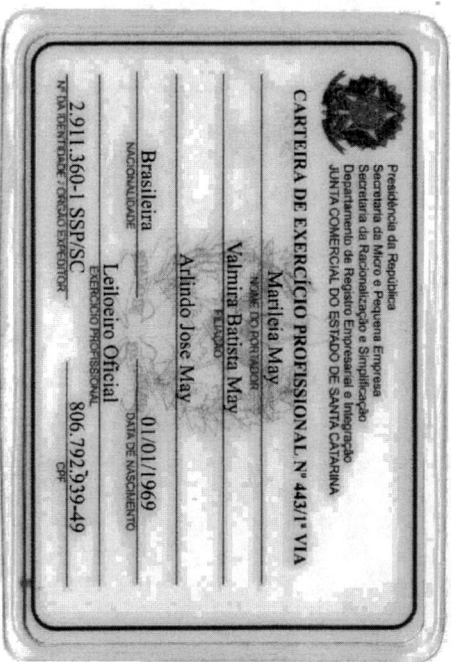 Presidência da República
Secretaria da Micro e Pequena Empresa
Secretaria da Racionalização e Simplificação
Departamento de Registro Empresarial e Integração
JUNTA COMERCIAL DO ESTADO DE SANTA CATARINA
CARTEIRA DE EXERCÍCIO PROFISSIONAL Nº 443/1ª VIA
Marileia May
NOME DO PORTADOR
Valmira Batista May
FILIAÇÃO
Arlindo Jose May
Brasileira 01/01/1969
NACIONALIDADE DATA DE NASCIMENTO
Leiloeiro Oficial
EXERCÍCIO PROFISSIONAL
2.911.360-1 SSP/SC 806.792.939-49
Nº DA IDENTIDADE / ÓRGÃO EXPEDITOR CPF